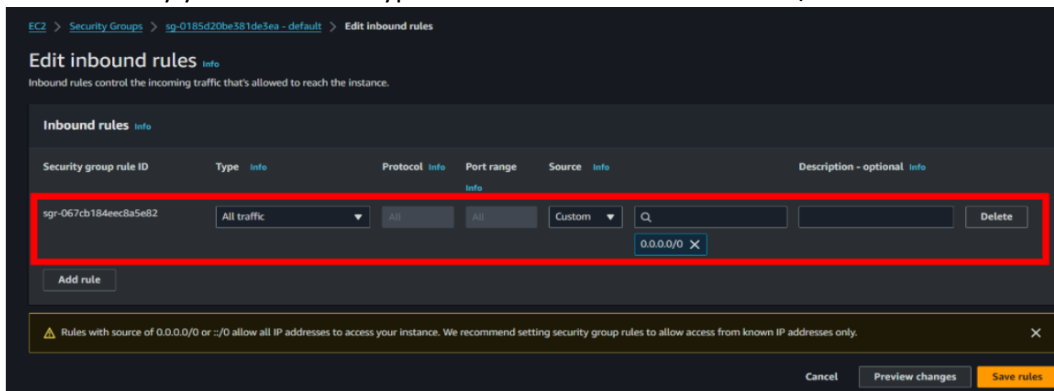 EC2 > Security Groups > sg-0185d20be381de3ea - default > Edit inbound rules
Edit inbound rules Info
Inbound rules control the incoming traffic that's allowed to reach the instance.
Inbound rules Info
Security group rule ID Type Info Protocol Info Port range Info Source Info Description - optional Info
sgr-067cb184eec8a5e82 All traffic All All Custom Delete
0.0.0.0/0
Add rule
Rules with source of 0.0.0.0/0 or ::/0 allow all IP addresses to access your instance. We recommend setting security group rules to allow access from known IP addresses only.
Cancel Preview changes Save rules